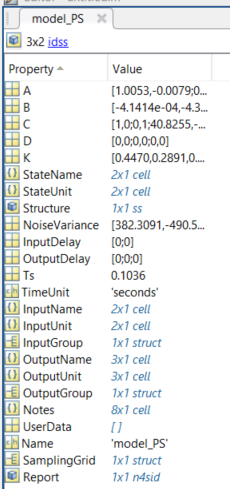 model_PS
3x2 idss
Property Value
A [1.0053,-0.0079;0...
B [-4.1414e-04,-4.3...
C [1,0;0,1;40.8255,-...
D [0,0;0,0;0,0]
K [0.4470,0.2891,0....
StateName 2x1 cell
StateUnit 2x1 cell
Structure 1x1 ss
NoiseVariance [382.3091,-490.5...
InputDelay [0;0]
OutputDelay [0;0;0]
Ts 0.1036
TimeUnit 'seconds'
InputName 2x1 cell
InputUnit 2x1 cell
InputGroup 1x1 struct
OutputName 3x1 cell
OutputUnit 3x1 cell
OutputGroup 1x1 struct
Notes 8x1 cell
UserData [ ]
Name 'model_PS'
SamplingGrid 1x1 struct
Report 1x1 n4sid